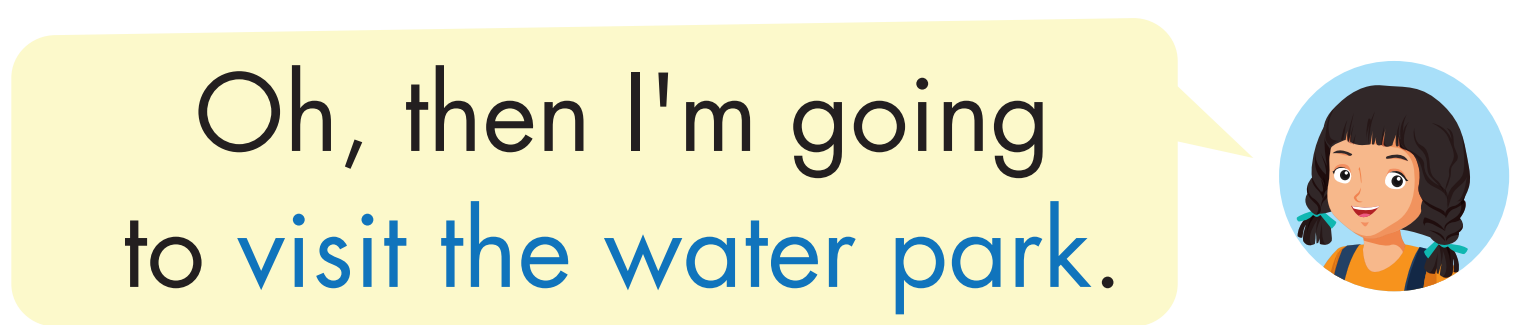 Oh, then I'm going
to visit the water park.